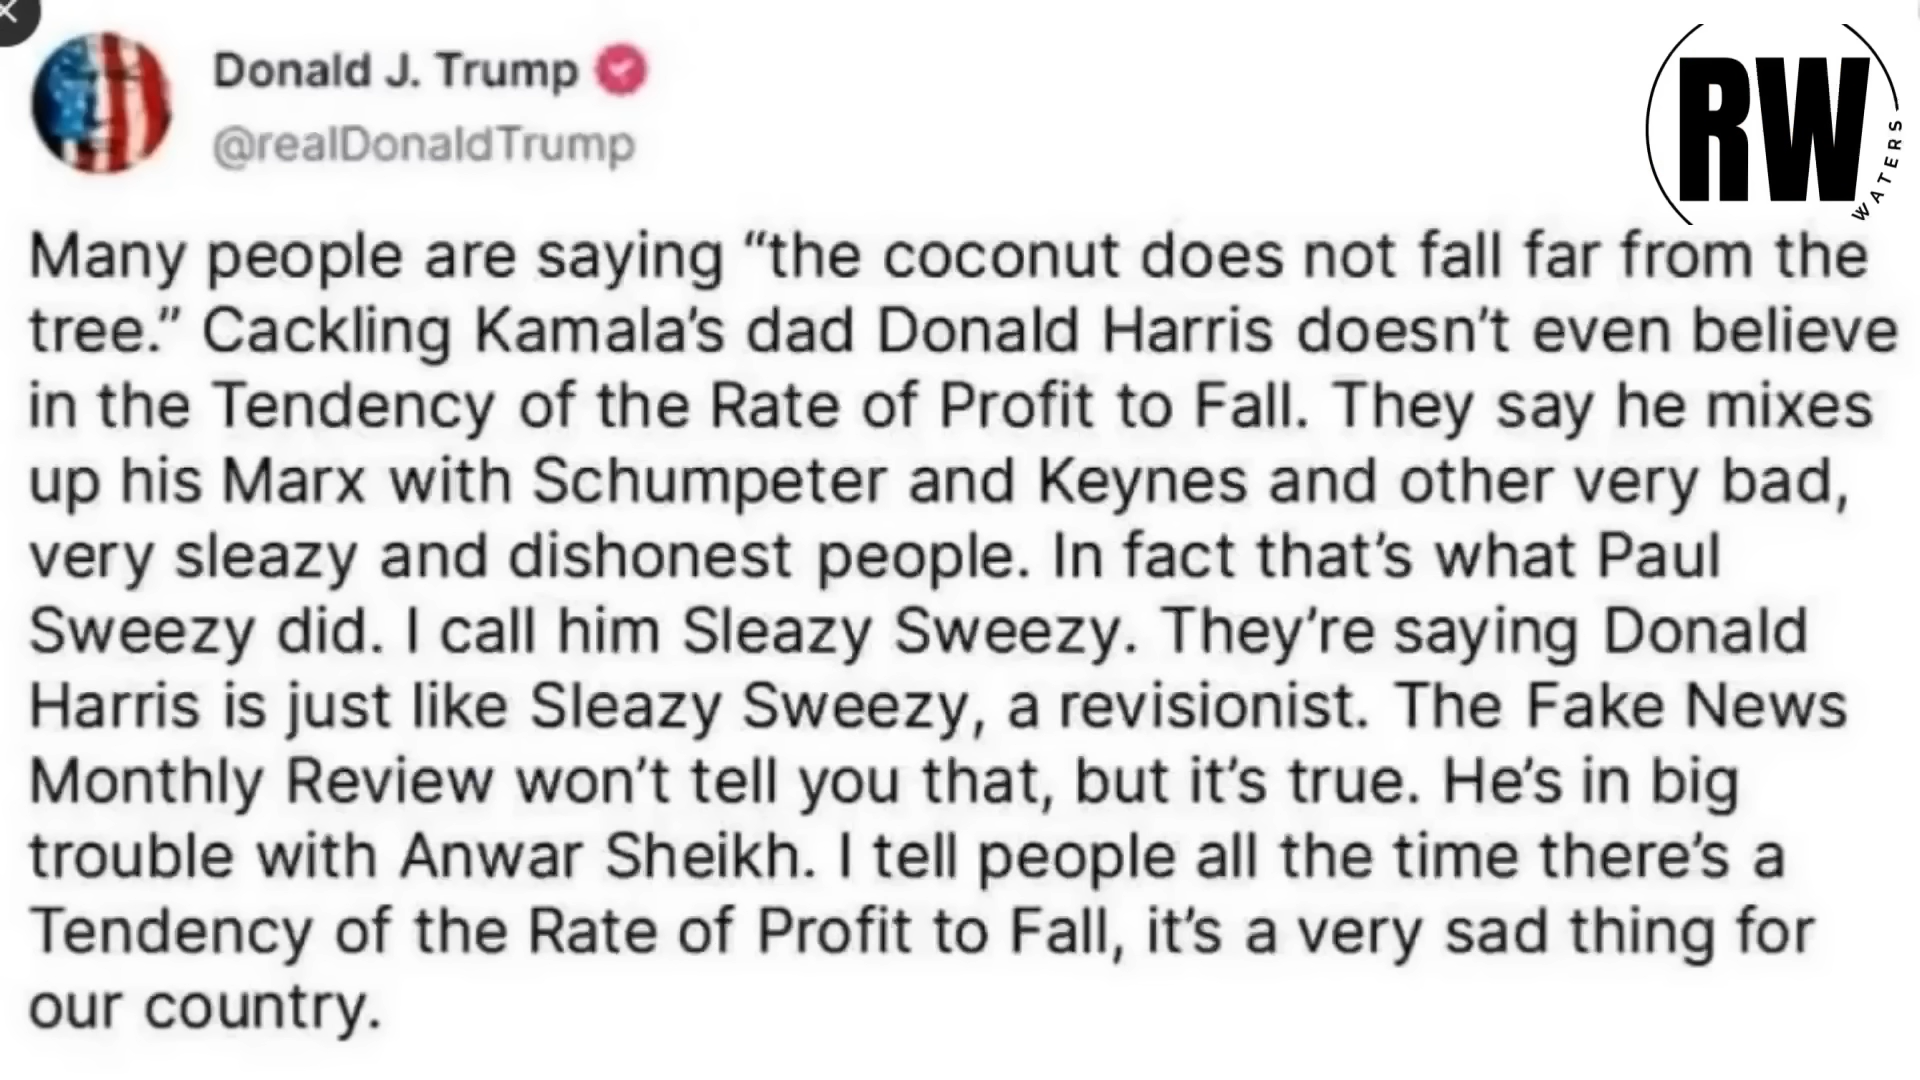 Donald J. Trump
@realDonaldTrump
RW
WATERS
Many people are saying “the coconut does not fall far from the
tree.” Cackling Kamala’s dad Donald Harris doesn’t even believe
in the Tendency of the Rate of Profit to Fall. They say he mixes
up his Marx with Schumpeter and Keynes and other very bad,
very sleazy and dishonest people. In fact that’s what Paul
Sweezy did. I call him Sleazy Sweezy. They’re saying Donald
Harris is just like Sleazy Sweezy, a revisionist. The Fake News
Monthly Review won’t tell you that, but it’s true. He’s in big
trouble with Anwar Sheikh. I tell people all the time there’s a
Tendency of the Rate of Profit to Fall, it’s a very sad thing for
our country.